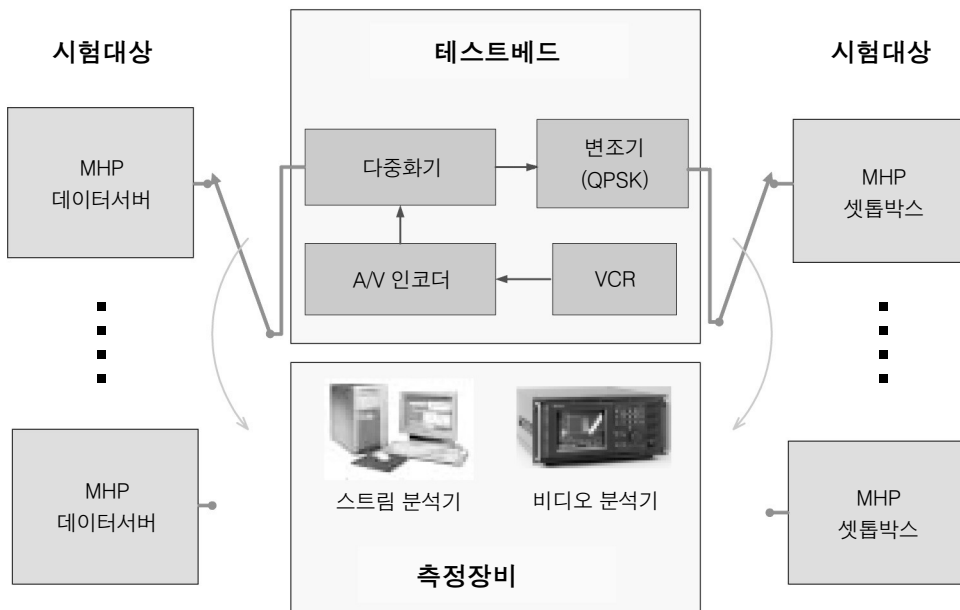 시험대상
MHP
데이터서버
MHP
데이터서버
테스트베드
다중화기
변조기
(QPSK)
A/V 인코더
VCR
스트림 분석기
비디오 분석기
측정장비
시험대상
MHP
셋톱박스
MHP
셋톱박스